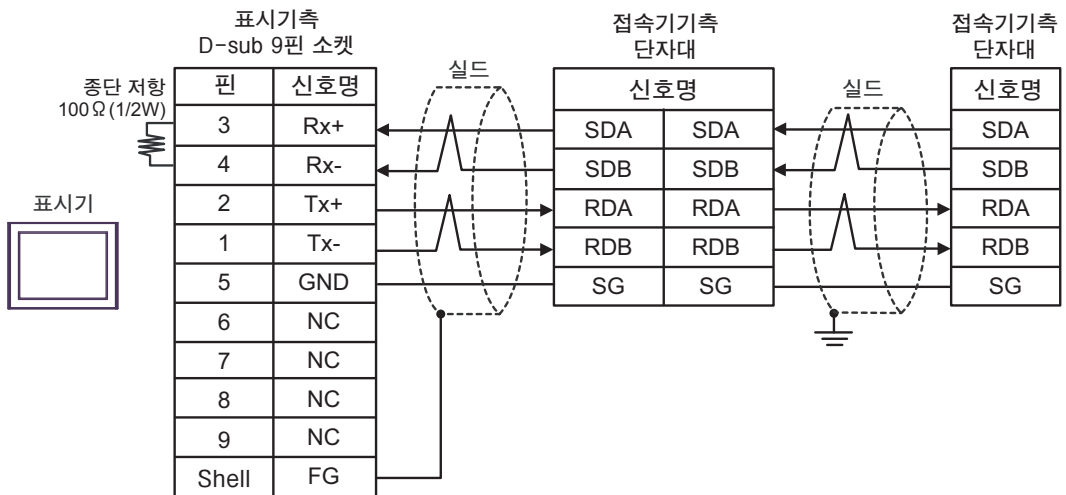 표시기측
D-sub 9핀 소켓
접속기기측
단자대
접속기기측
단자대
종단 저항
100Ω(1/2W)
표시기
실드
실드
핀 신호명
3 Rx+
4 Rx-
2 Tx+
1 Tx-
5 GND
6 NC
7 NC
8 NC
9 NC
Shell FG
신호명
SDA SDA
SDB SDB
RDA RDA
RDB RDB
SG SG
신호명
SDA
SDB
RDA
RDB
SG